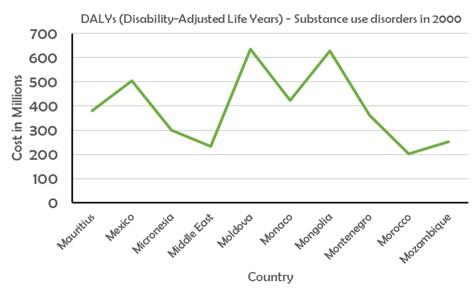 DALYs (Disability-Adjusted Life Years) - Substance use disorders in 2000
700
600
500
400
300
200
100
0
Cost in Millions
Mauritius
Mexico
Micronesia
Middle East
Moldova
Monaco
Mongolia
Montenegro
Morocco
Mozambique
Country